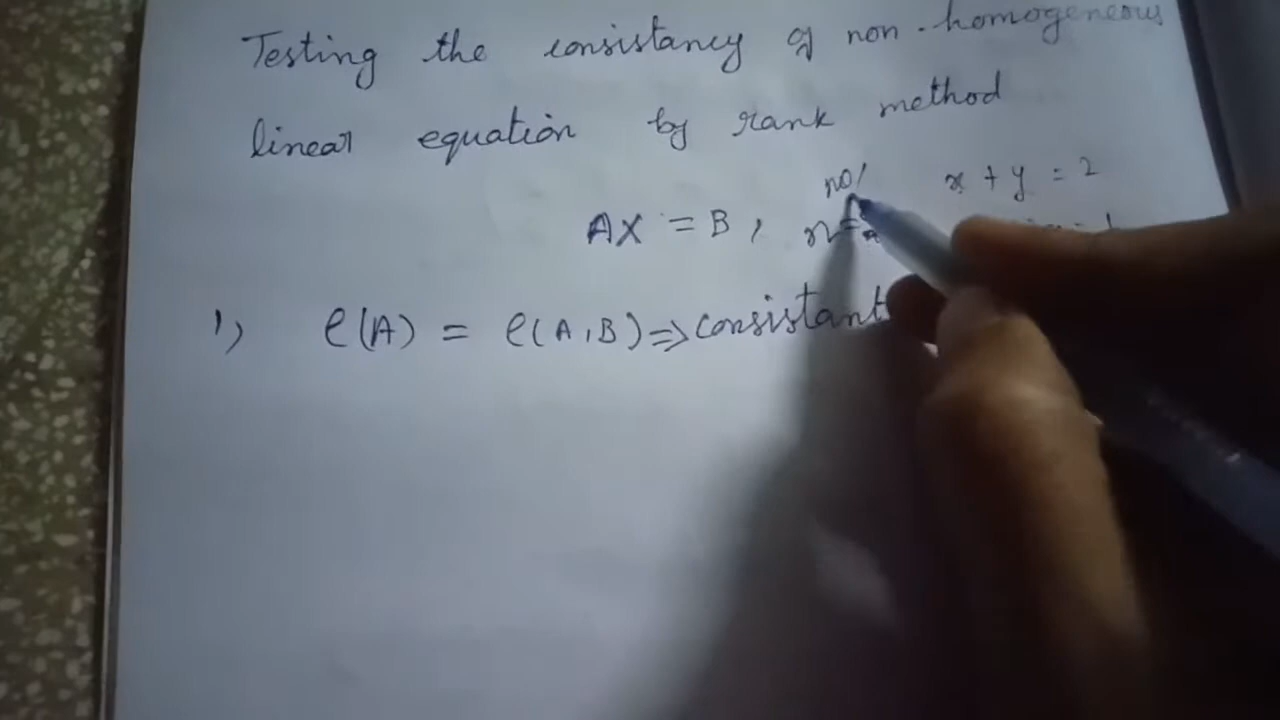 Testing the consistancy of non-homogeneous
linear equation by rank method
no/ x + y = 2
AX = B, n =
1) ρ(A) = ρ(A,B) ⇒ consistant